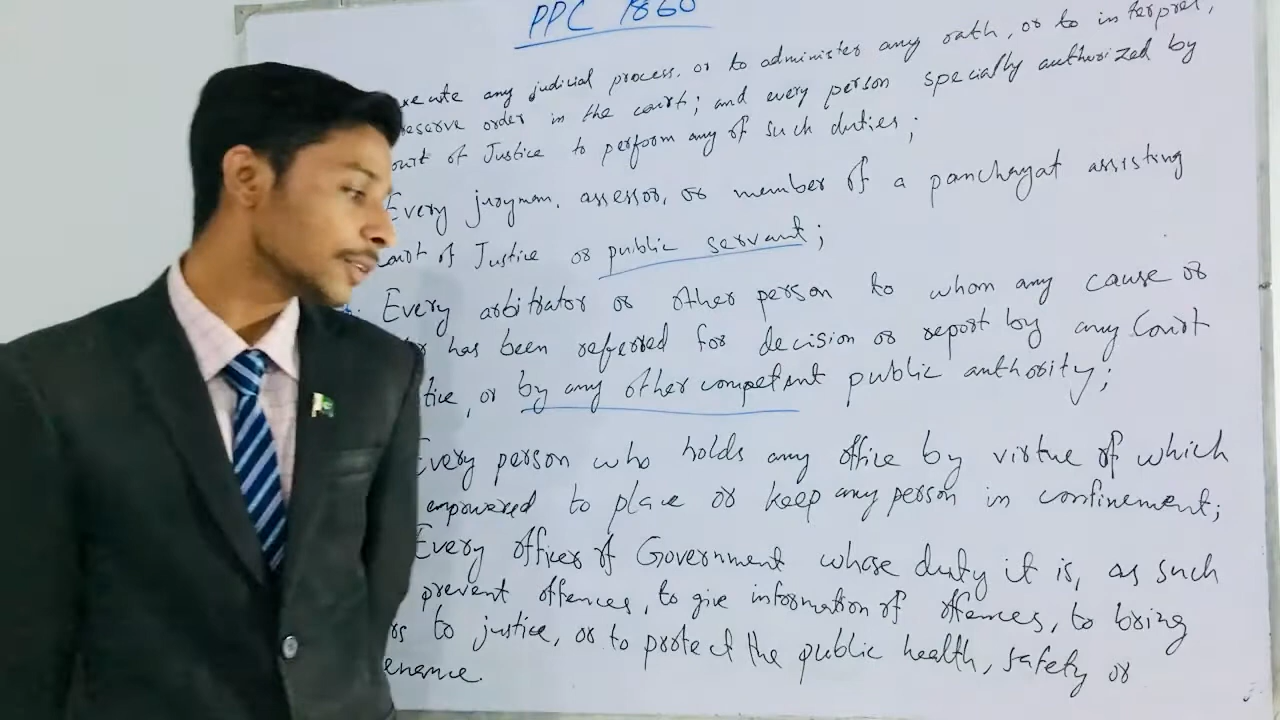 PPC 1860
any judicial process. or to administer any oath, or to interpret,
order in the court; and every person specially authorized by
of Justice to perform any of such duties;
Every juryman, assessor, or member of a panchayat assisting
of Justice or public servant;
Every arbitrator or other person to whom any cause or
has been referred for decision or report by any Court
tice, or by any other competent public authority;
Every person who holds any office by virtue of which
empowered to place or keep any person in confinement;
Every officer of Government whose duty it is, as such
prevent offences, to give information of offences, to bring
rs to justice, or to protect the public health, safety or
enance.